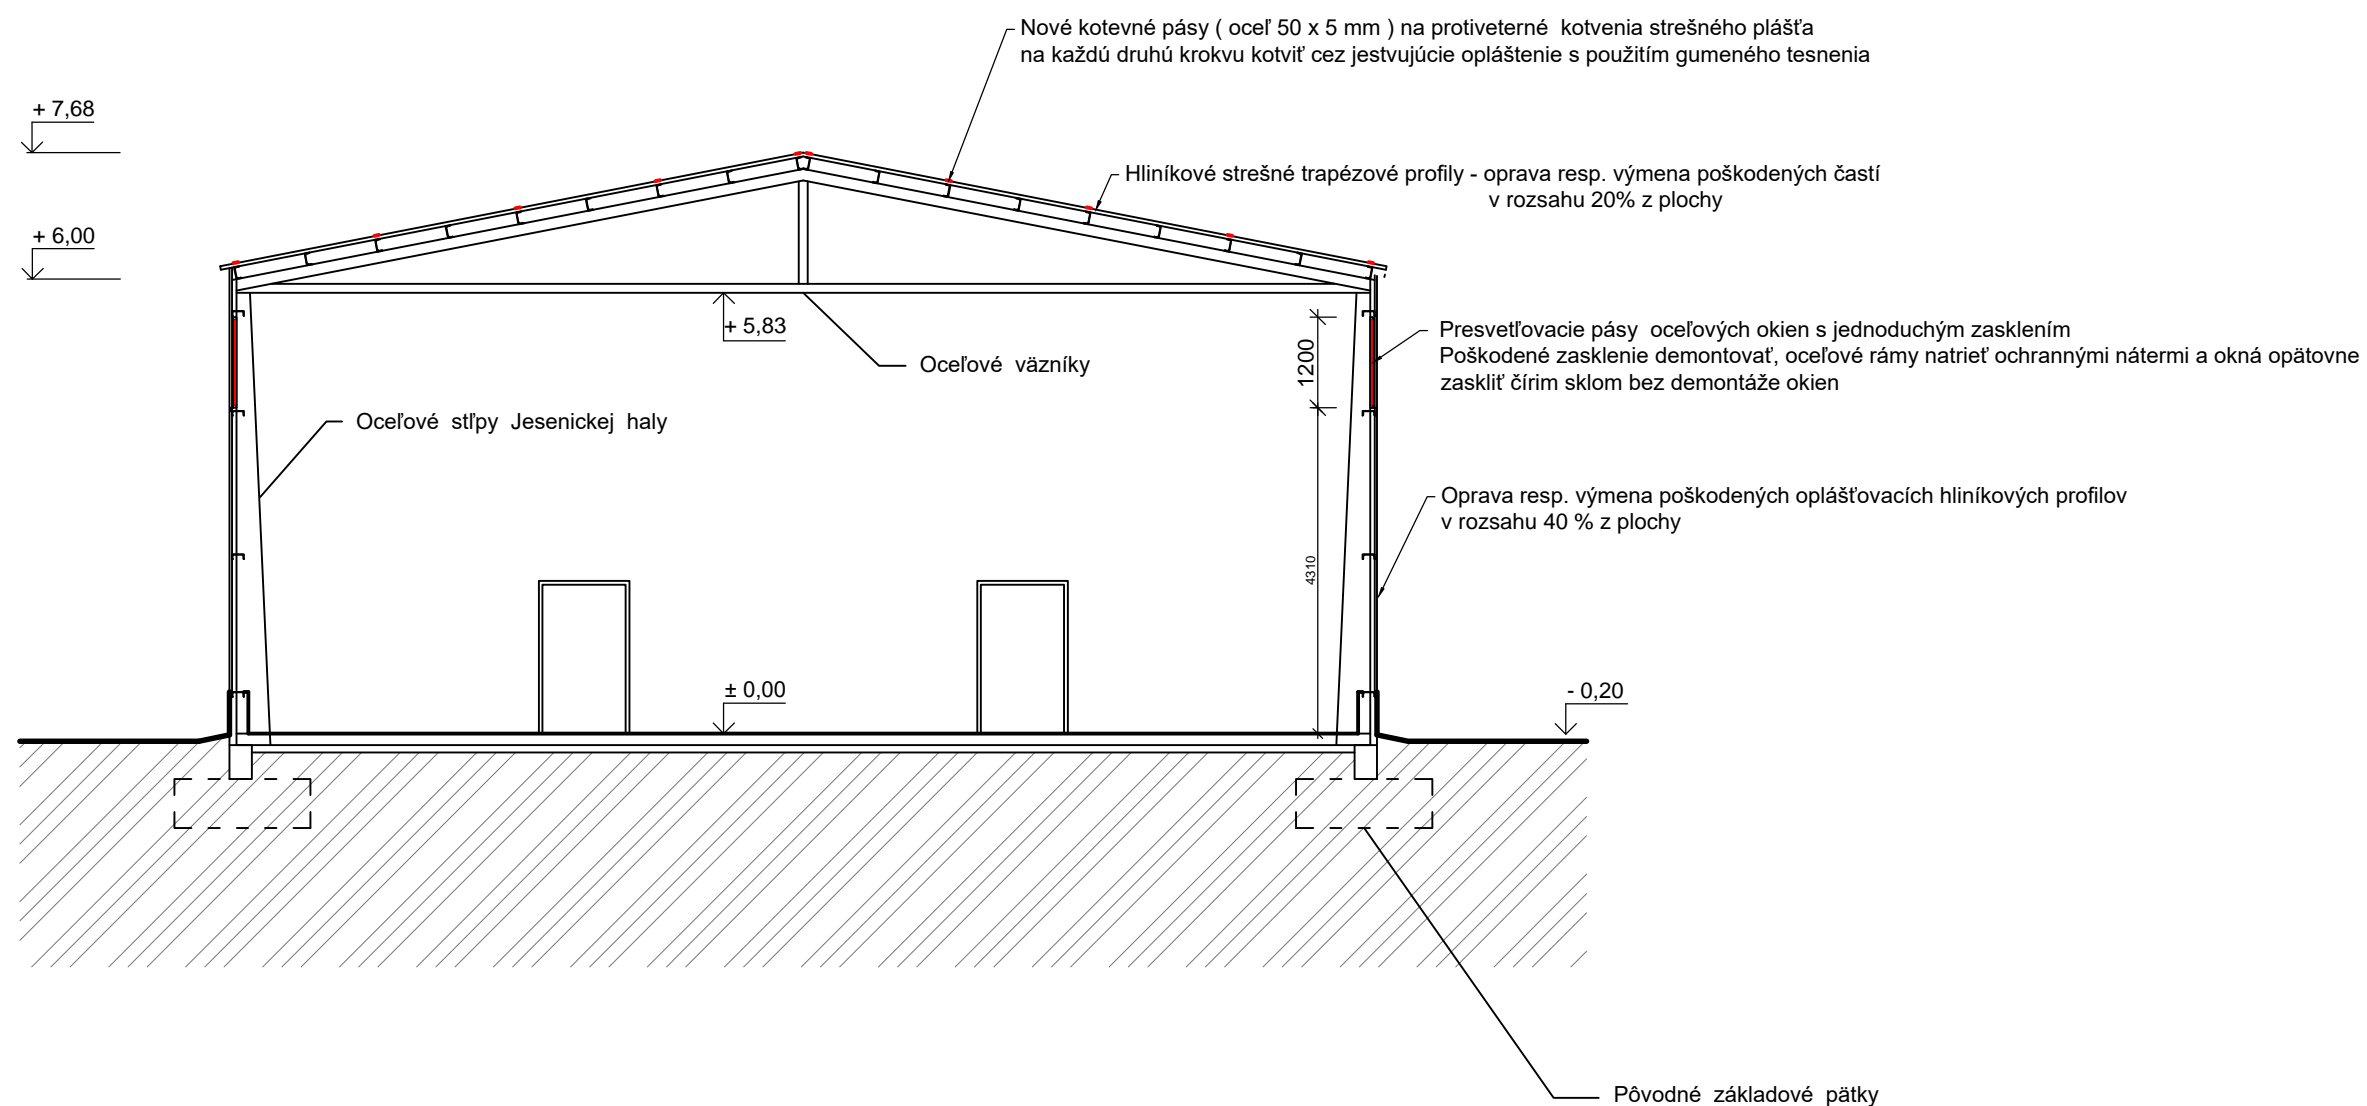 Nové kotevné pásy ( oceľ 50 x 5 mm ) na protiveterné kotvenia strešného plášťa
na každú druhú krokvu kotviť cez jestvujúcie opláštenie s použitím gumeného tesnenia
+ 7,68
Hliníkové strešné trapézové profily - oprava resp. výmena poškodených častí
v rozsahu 20% z plochy
+ 6,00
+ 5,83
Oceľové väzníky
1200
Presvetľovacie pásy oceľových okien s jednoduchým zasklením
Poškodené zasklenie demontovať, oceľové rámy natrieť ochrannými nátermi a okná opätovne
zaskliť čírim sklom bez demontáže okien
Oceľové stľpy Jesenickej haly
Oprava resp. výmena poškodených oplášťovacích hliníkových profilov
v rozsahu 40 % z plochy
4310
± 0,00
- 0,20
Pôvodné základové pätky